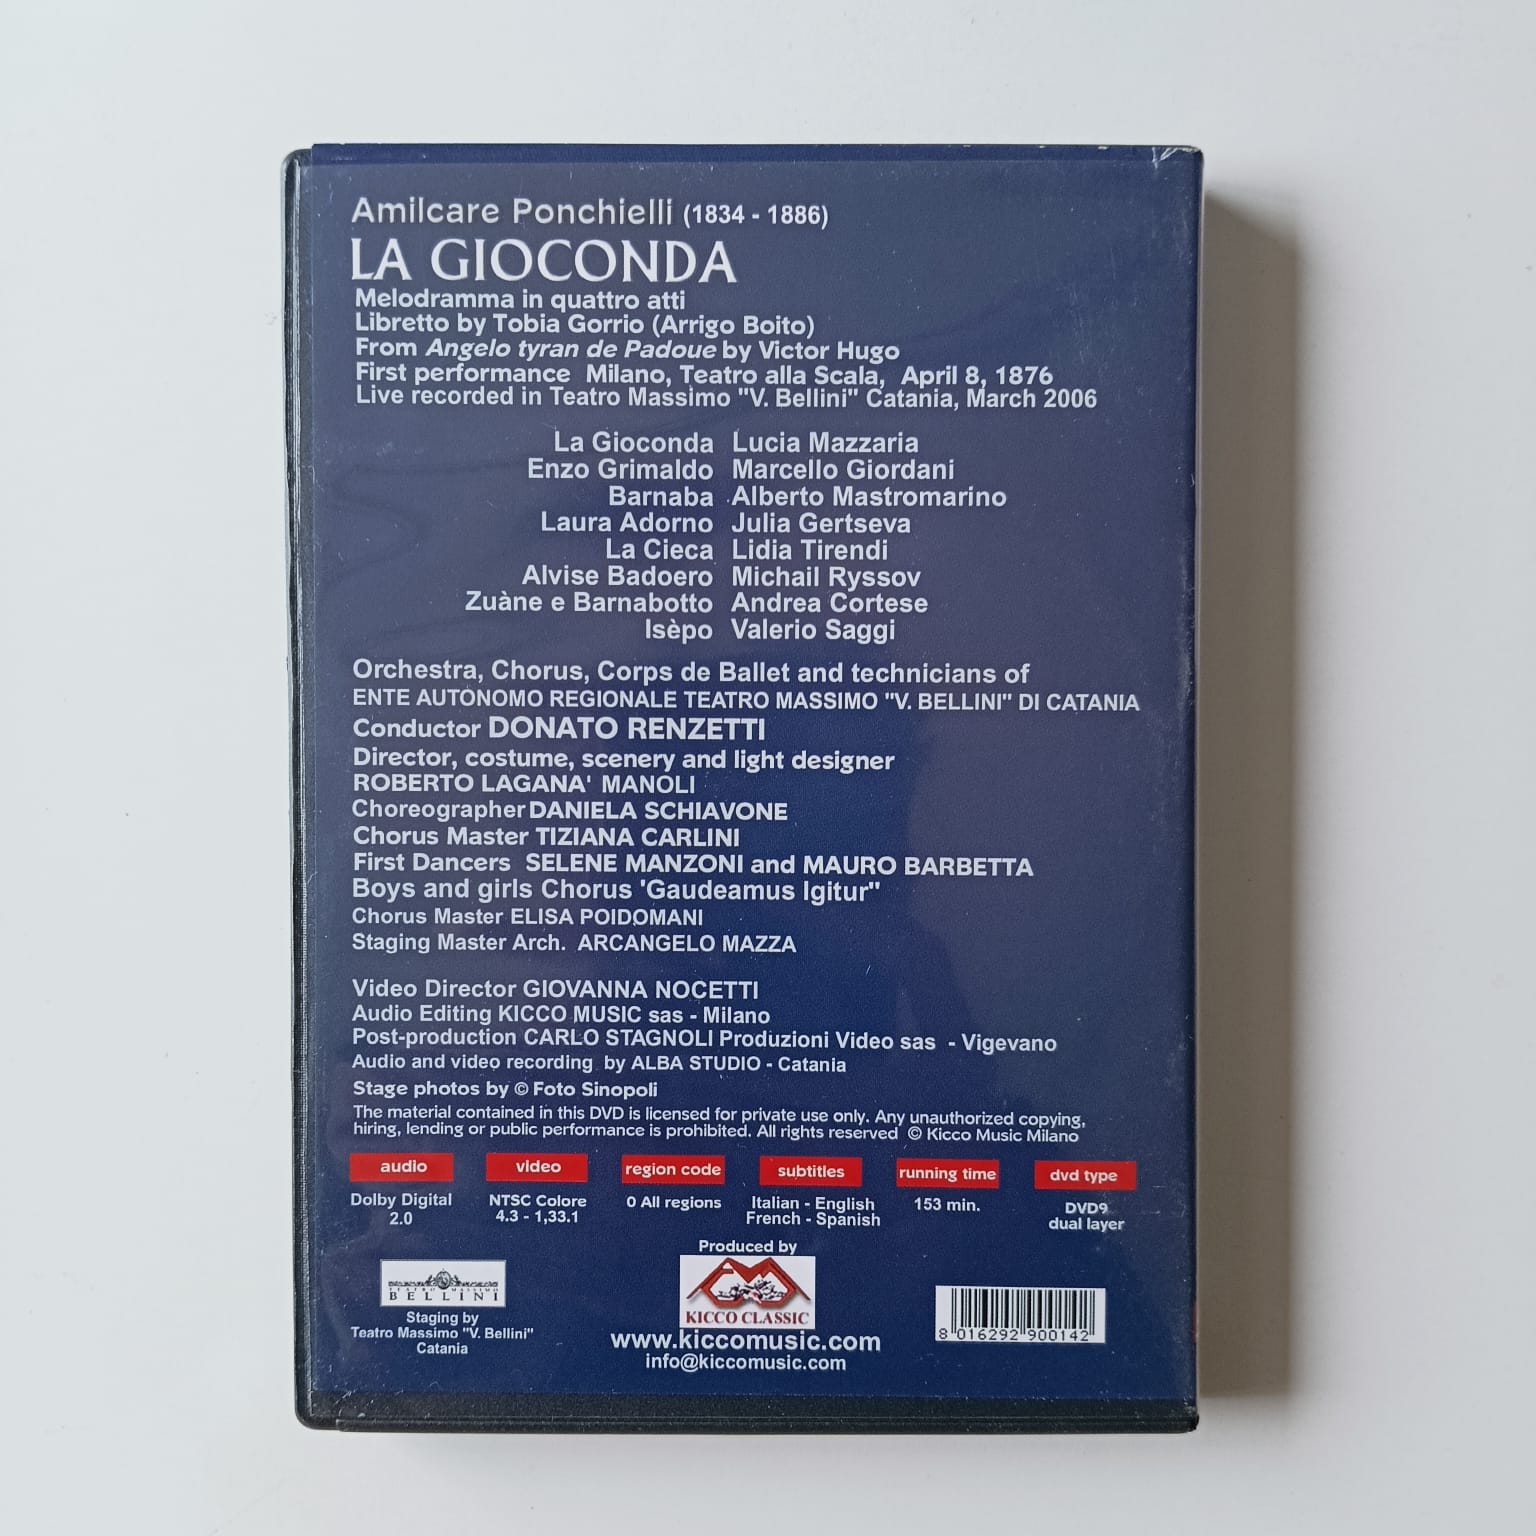 Amilcare Ponchielli (1834 - 1886)
LA GIOCONDA
Melodramma in quattro atti
Libretto by Tobia Gorrio (Arrigo Boito)
From Angelo tyran de Padoue by Victor Hugo
First performance Milano, Teatro alla Scala, April 8, 1876
Live recorded in Teatro Massimo "V. Bellini" Catania, March 2006
La Gioconda Lucia Mazzaria
Enzo Grimaldo Marcello Giordani
Barnaba Alberto Mastromarino
Laura Adorno Julia Gertseva
La Cieca Lidia Tirendi
Alvise Badoero Michail Ryssov
Zuàne e Barnabotto Andrea Cortese
Isèpo Valerio Saggi
Orchestra, Chorus, Corps de Ballet and technicians of
ENTE AUTONOMO REGIONALE TEATRO MASSIMO "V. BELLINI" DI CATANIA
Conductor DONATO RENZETTI
Director, costume, scenery and light designer
ROBERTO LAGANA' MANOLI
Choreographer DANIELA SCHIAVONE
Chorus Master TIZIANA CARLINI
First Dancers SELENE MANZONI and MAURO BARBETTA
Boys and girls Chorus 'Gaudeamus Igitur"
Chorus Master ELISA POIDOMANI
Staging Master Arch. ARCANGELO MAZZA
Video Director GIOVANNA NOCETTI
Audio Editing KICCO MUSIC sas - Milano
Post-production CARLO STAGNOLI Produzioni Video sas - Vigevano
Audio and video recording by ALBA STUDIO - Catania
Stage photos by © Foto Sinopoli
The material contained in this DVD is licensed for private use only. Any unauthorized copying,
hiring, lending or public performance is prohibited. All rights reserved © Kicco Music Milano
audio video region code subtitles running time dvd type
Dolby Digital NTSC Colore 0 All regions Italian - English 153 min. DVD9
2.0 4.3 - 1,33.1 French - Spanish dual layer
Produced by
TEATRO MASSIMO
BELLINI
KICCO CLASSIC
Staging by
Teatro Massimo "V. Bellini"
Catania
www.kiccomusic.com
info@kiccomusic.com
8 016292 900142